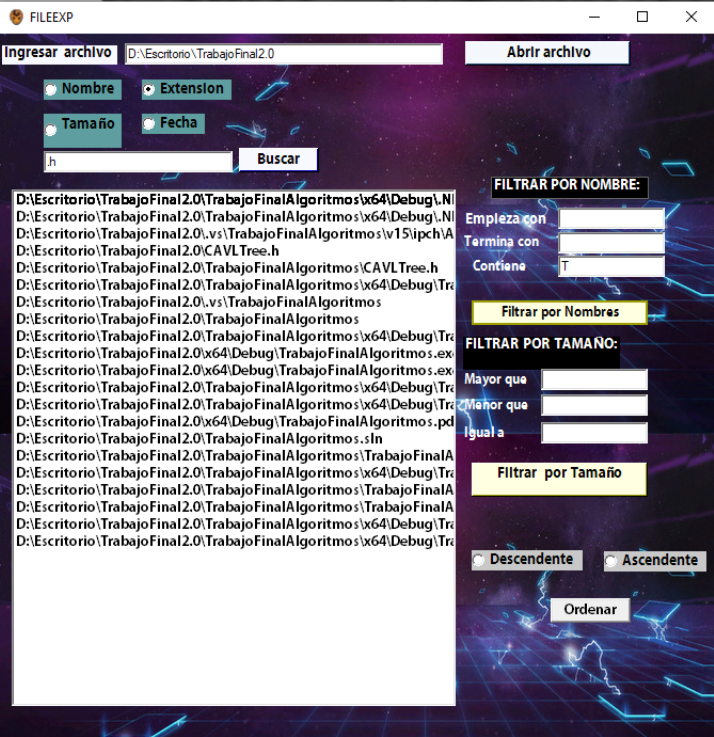 FILEEXP
Ingresar archivo
D:\Escritorio\TrabajoFinal2.0
Abrir archivo
Nombre
Extension
Tamaño
Fecha
.h
Buscar
D:\Escritorio\TrabajoFinal2.0\TrabajoFinalAlgoritmos\x64\Debug\.NI
D:\Escritorio\TrabajoFinal2.0\TrabajoFinalAlgoritmos\x64\Debug\.NI
D:\Escritorio\TrabajoFinal2.0\.vs\TrabajoFinalAlgoritmos\v15\ipch\A
D:\Escritorio\TrabajoFinal2.0\CAVLTree.h
D:\Escritorio\TrabajoFinal2.0\TrabajoFinalAlgoritmos\CAVLTree.h
D:\Escritorio\TrabajoFinal2.0\TrabajoFinalAlgoritmos\x64\Debug\Tra
D:\Escritorio\TrabajoFinal2.0\.vs\TrabajoFinalAlgoritmos
D:\Escritorio\TrabajoFinal2.0\TrabajoFinalAlgoritmos
D:\Escritorio\TrabajoFinal2.0\TrabajoFinalAlgoritmos\x64\Debug\Tra
D:\Escritorio\TrabajoFinal2.0\x64\Debug\TrabajoFinalAlgoritmos.exe
D:\Escritorio\TrabajoFinal2.0\x64\Debug\TrabajoFinalAlgoritmos.exe
D:\Escritorio\TrabajoFinal2.0\TrabajoFinalAlgoritmos\x64\Debug\Tra
D:\Escritorio\TrabajoFinal2.0\TrabajoFinalAlgoritmos\x64\Debug\Tra
D:\Escritorio\TrabajoFinal2.0\x64\Debug\TrabajoFinalAlgoritmos.pd
D:\Escritorio\TrabajoFinal2.0\TrabajoFinalAlgoritmos.sln
D:\Escritorio\TrabajoFinal2.0\TrabajoFinalAlgoritmos\TrabajoFinalA
D:\Escritorio\TrabajoFinal2.0\TrabajoFinalAlgoritmos\x64\Debug\Tra
D:\Escritorio\TrabajoFinal2.0\TrabajoFinalAlgoritmos\TrabajoFinalA
D:\Escritorio\TrabajoFinal2.0\TrabajoFinalAlgoritmos\TrabajoFinalA
D:\Escritorio\TrabajoFinal2.0\TrabajoFinalAlgoritmos\x64\Debug\Tra
D:\Escritorio\TrabajoFinal2.0\TrabajoFinalAlgoritmos\x64\Debug\Tra
FILTRAR POR NOMBRE:
Empieza con
Termina con
Contiene
T
Filtrar por Nombres
FILTRAR POR TAMAÑO:
Mayor que
Menor que
Igual a
Filtrar por Tamaño
Descendente
Ascendente
Ordenar